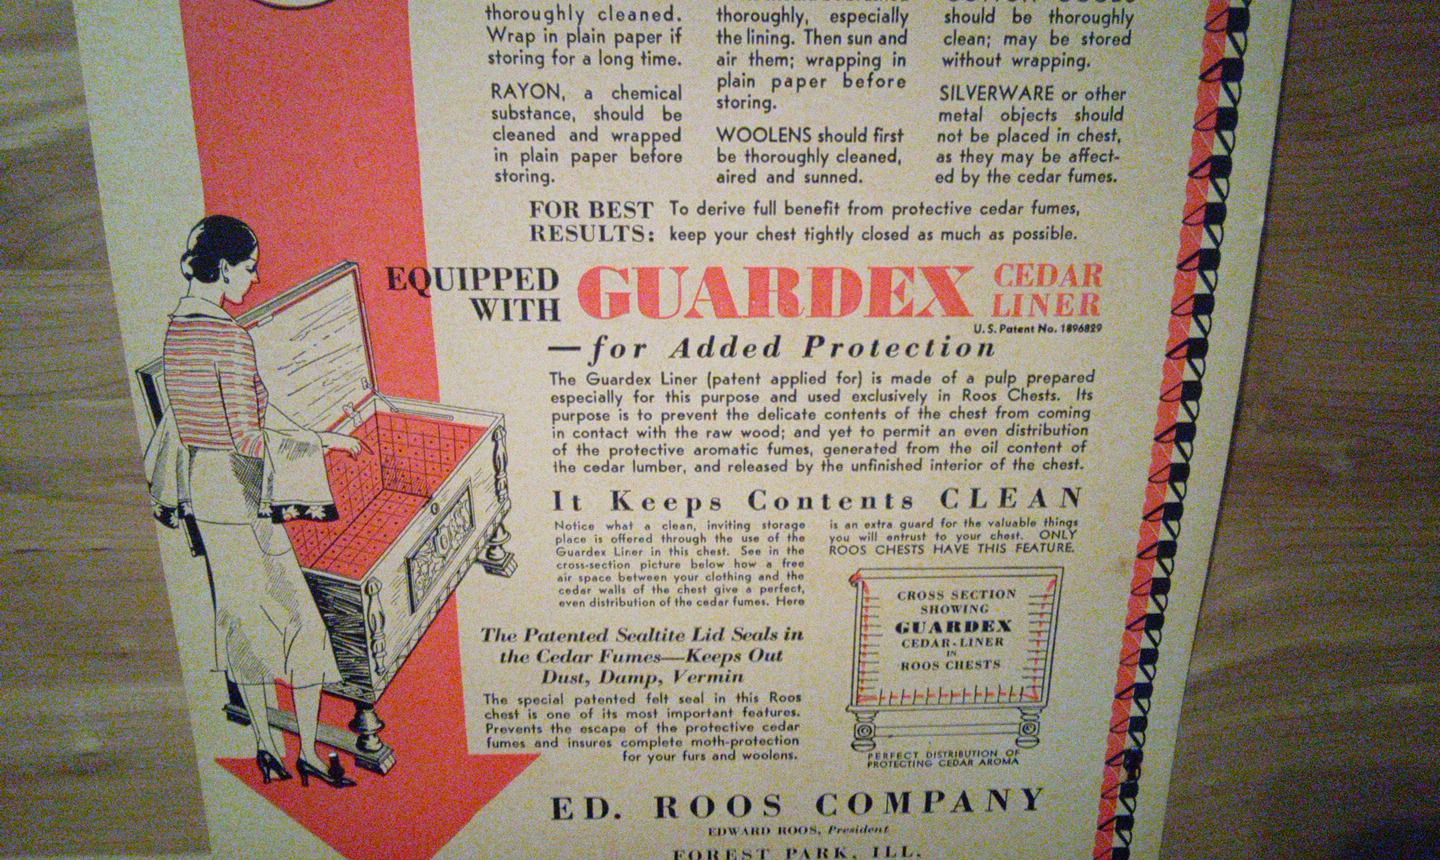 thoroughly cleaned.
Wrap in plain paper if
storing for a long time.
RAYON, a chemical
substance, should be
cleaned and wrapped
in plain paper before
storing.
thoroughly, especially
the lining. Then sun and
air them; wrapping in
plain paper before
storing.
WOOLENS should first
be thoroughly cleaned,
aired and sunned.
should be thoroughly
clean; may be stored
without wrapping.
SILVERWARE or other
metal objects should
not be placed in chest,
as they may be affect-
ed by the cedar fumes.
FOR BEST RESULTS: To derive full benefit from protective cedar fumes,
keep your chest tightly closed as much as possible.
EQUIPPED
WITH
GUARDEX
CEDAR
LINER
U. S. Patent No. 1896829
—for Added Protection
The Guardex Liner (patent applied for) is made of a pulp prepared
especially for this purpose and used exclusively in Roos Chests. Its
purpose is to prevent the delicate contents of the chest from coming
in contact with the raw wood; and yet to permit an even distribution
of the protective aromatic fumes, generated from the oil content of
the cedar lumber, and released by the unfinished interior of the chest.
It Keeps Contents CLEAN
Notice what a clean, inviting storage
place is offered through the use of the
Guardex Liner in this chest. See in the
cross-section picture below how a free
air space between your clothing and the
cedar walls of the chest give a perfect,
even distribution of the cedar fumes. Here
is an extra guard for the valuable things
you will entrust to your chest. ONLY
ROOS CHESTS HAVE THIS FEATURE.
CROSS SECTION
SHOWING
GUARDEX
CEDAR-LINER
IN
ROOS CHESTS
PERFECT DISTRIBUTION OF
PROTECTING CEDAR AROMA
The Patented Sealtite Lid Seals in
the Cedar Fumes—Keeps Out
Dust, Damp, Vermin
The special patented felt seal in this Roos
chest is one of its most important features.
Prevents the escape of the protective cedar
fumes and insures complete moth-protection
for your furs and woolens.
ED. ROOS COMPANY
EDWARD ROOS, President
FOREST PARK, ILL.